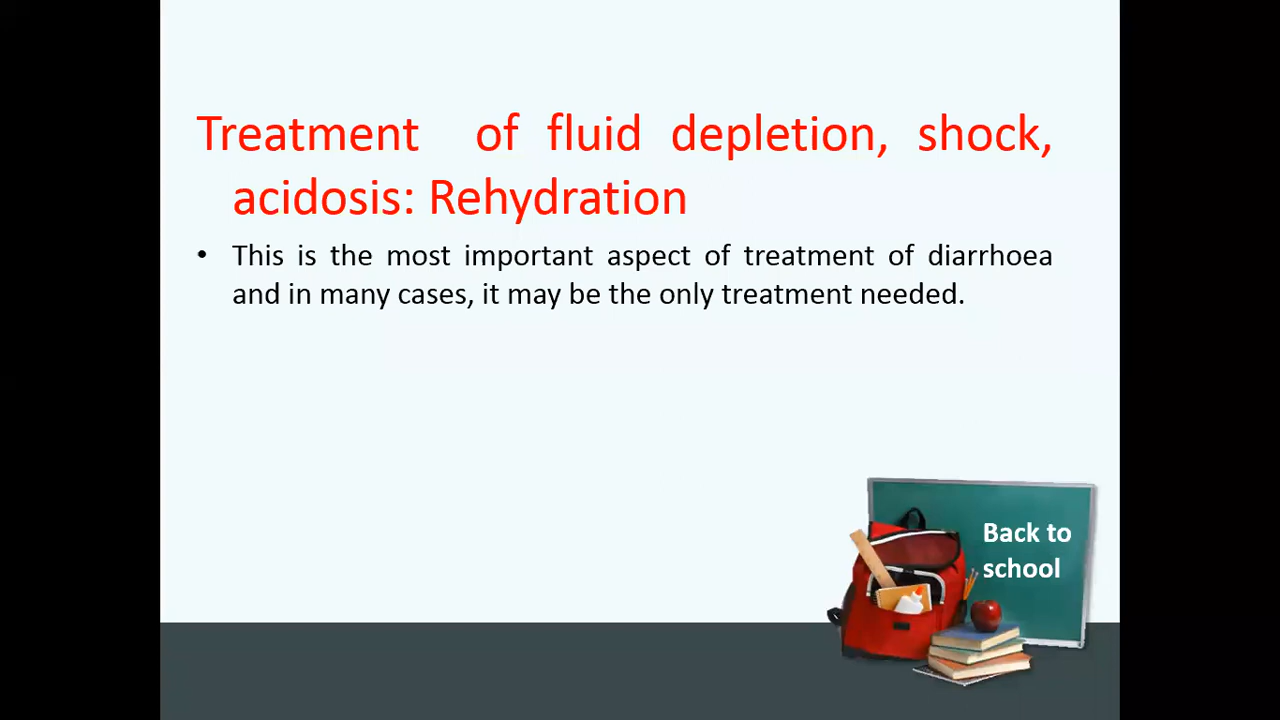 Treatment of fluid depletion, shock,
acidosis: Rehydration
• This is the most important aspect of treatment of diarrhoea
and in many cases, it may be the only treatment needed.
Back to
school